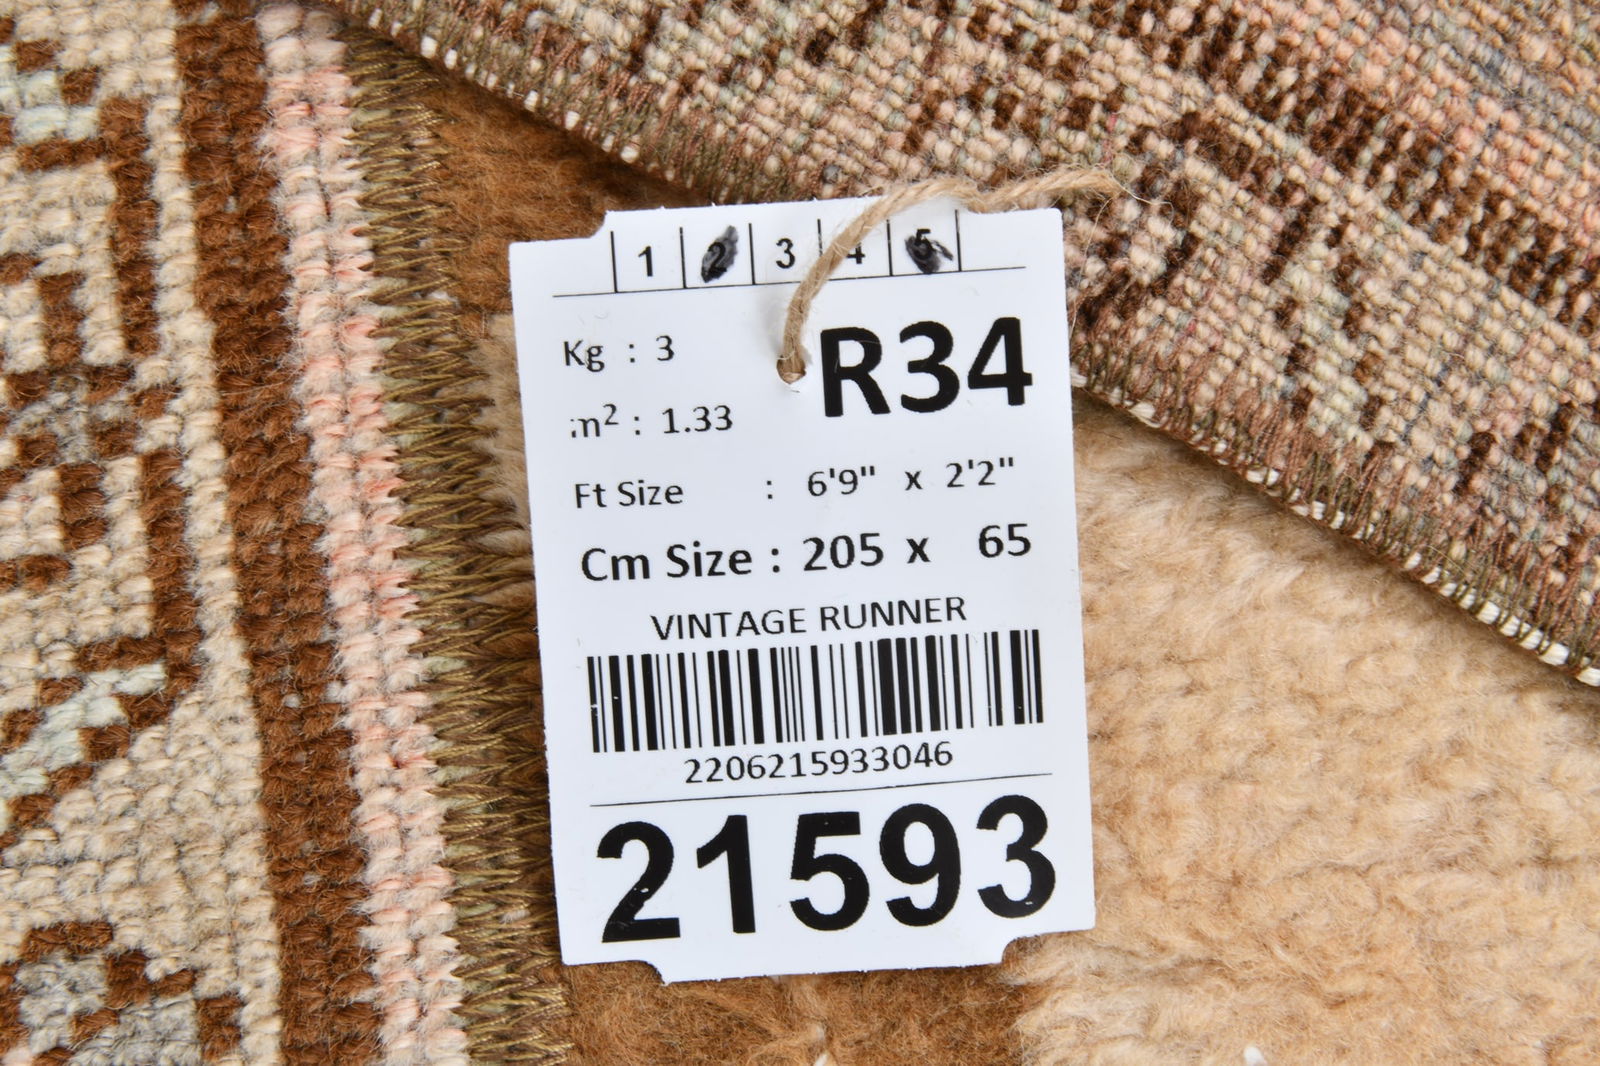 1 2 3 4 5
Kg : 3
R34
m² : 1.33
Ft Size : 6'9" x 2'2"
Cm Size : 205 x 65
VINTAGE RUNNER
2206215933046
21593